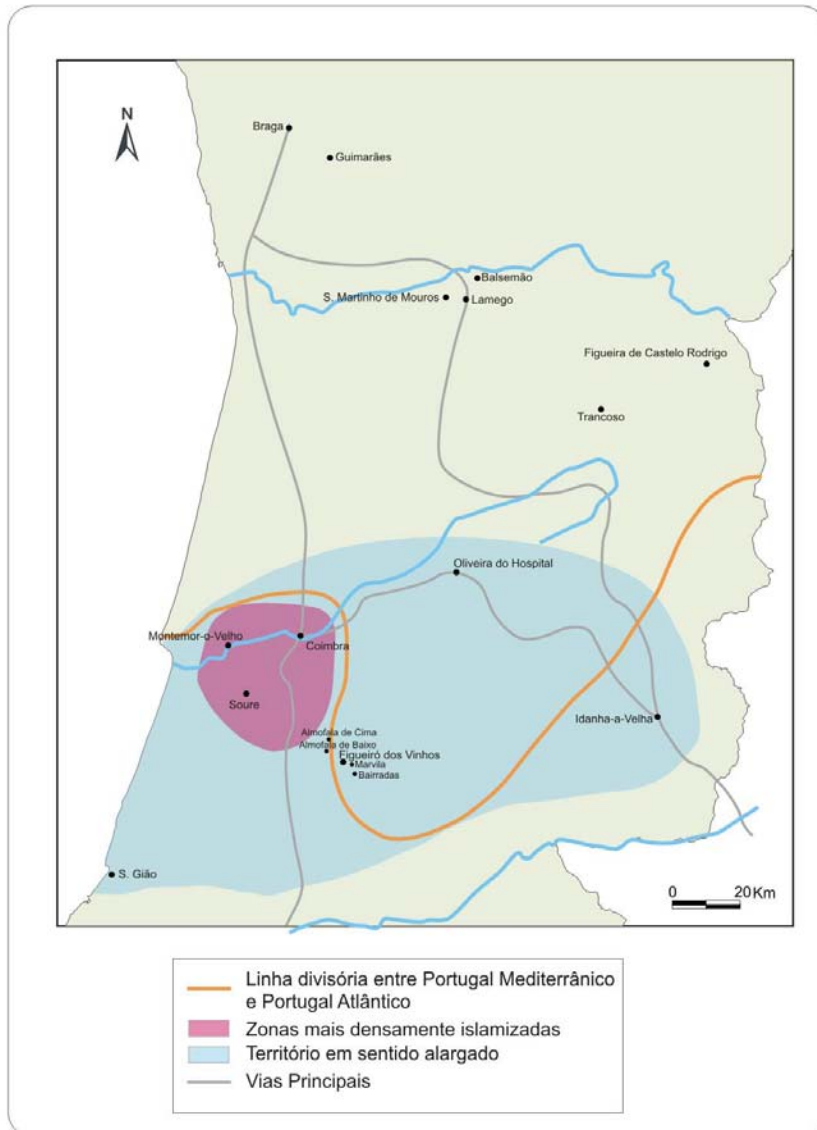 N
Braga
Guimarães
Balsemão
S. Martinho de Mouros
Lamego
Figueira de Castelo Rodrigo
Trancoso
Oliveira do Hospital
Montemor-o-Velho
Coimbra
Soure
Idanha-a-Velha
Almofala de Cima
Almofala de Baixo
Figueiró dos Vinhos
Marvila
Bairradas
S. Gião
0 20 Km
Linha divisória entre Portugal Mediterrânico
e Portugal Atlântico
Zonas mais densamente islamizadas
Território em sentido alargado
Vias Principais